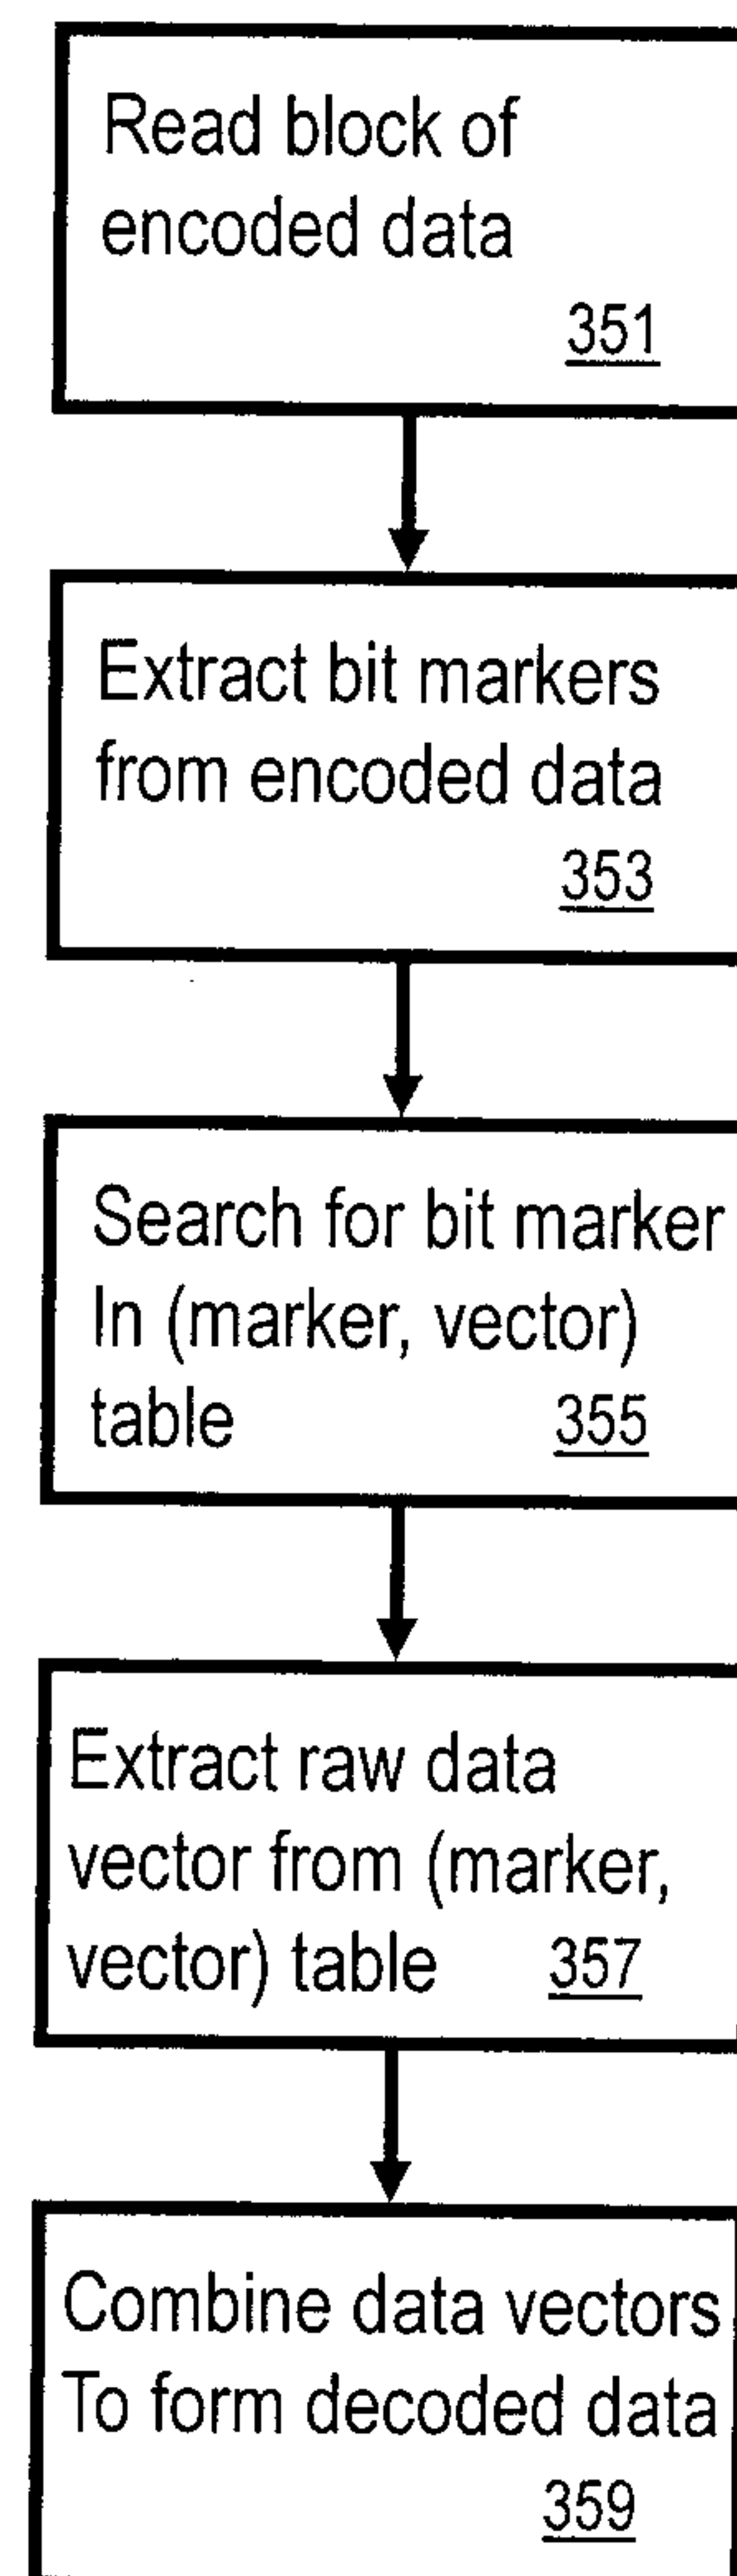 Read block of
encoded data
351
Extract bit markers
from encoded data
353
Search for bit marker
In (marker, vector)
table 355
Extract raw data
vector from (marker,
vector) table 357
Combine data vectors
To form decoded data
359